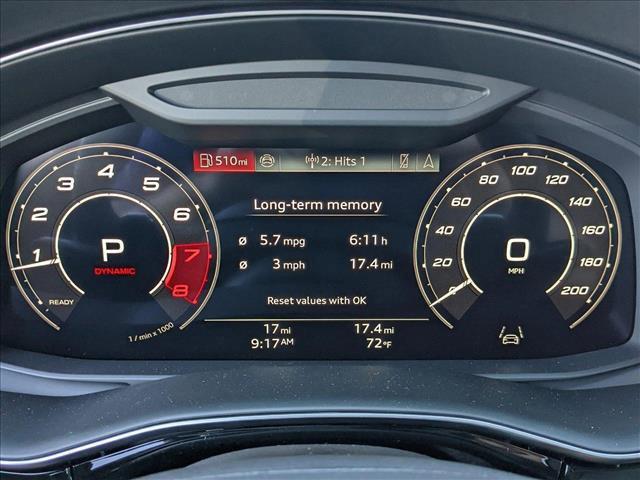 510mi
2: Hits 1
Long-term memory
ø 5.7 mpg 6:11 h
ø 3 mph 17.4 mi
Reset values with OK
17 mi 17.4 mi
9:17AM 72°F
1 2 3 4 5 6 7 8
P
DYNAMIC
READY
1 / min x 1000
0 20 40 60 80 100 120 140 160 180 200
0
MPH